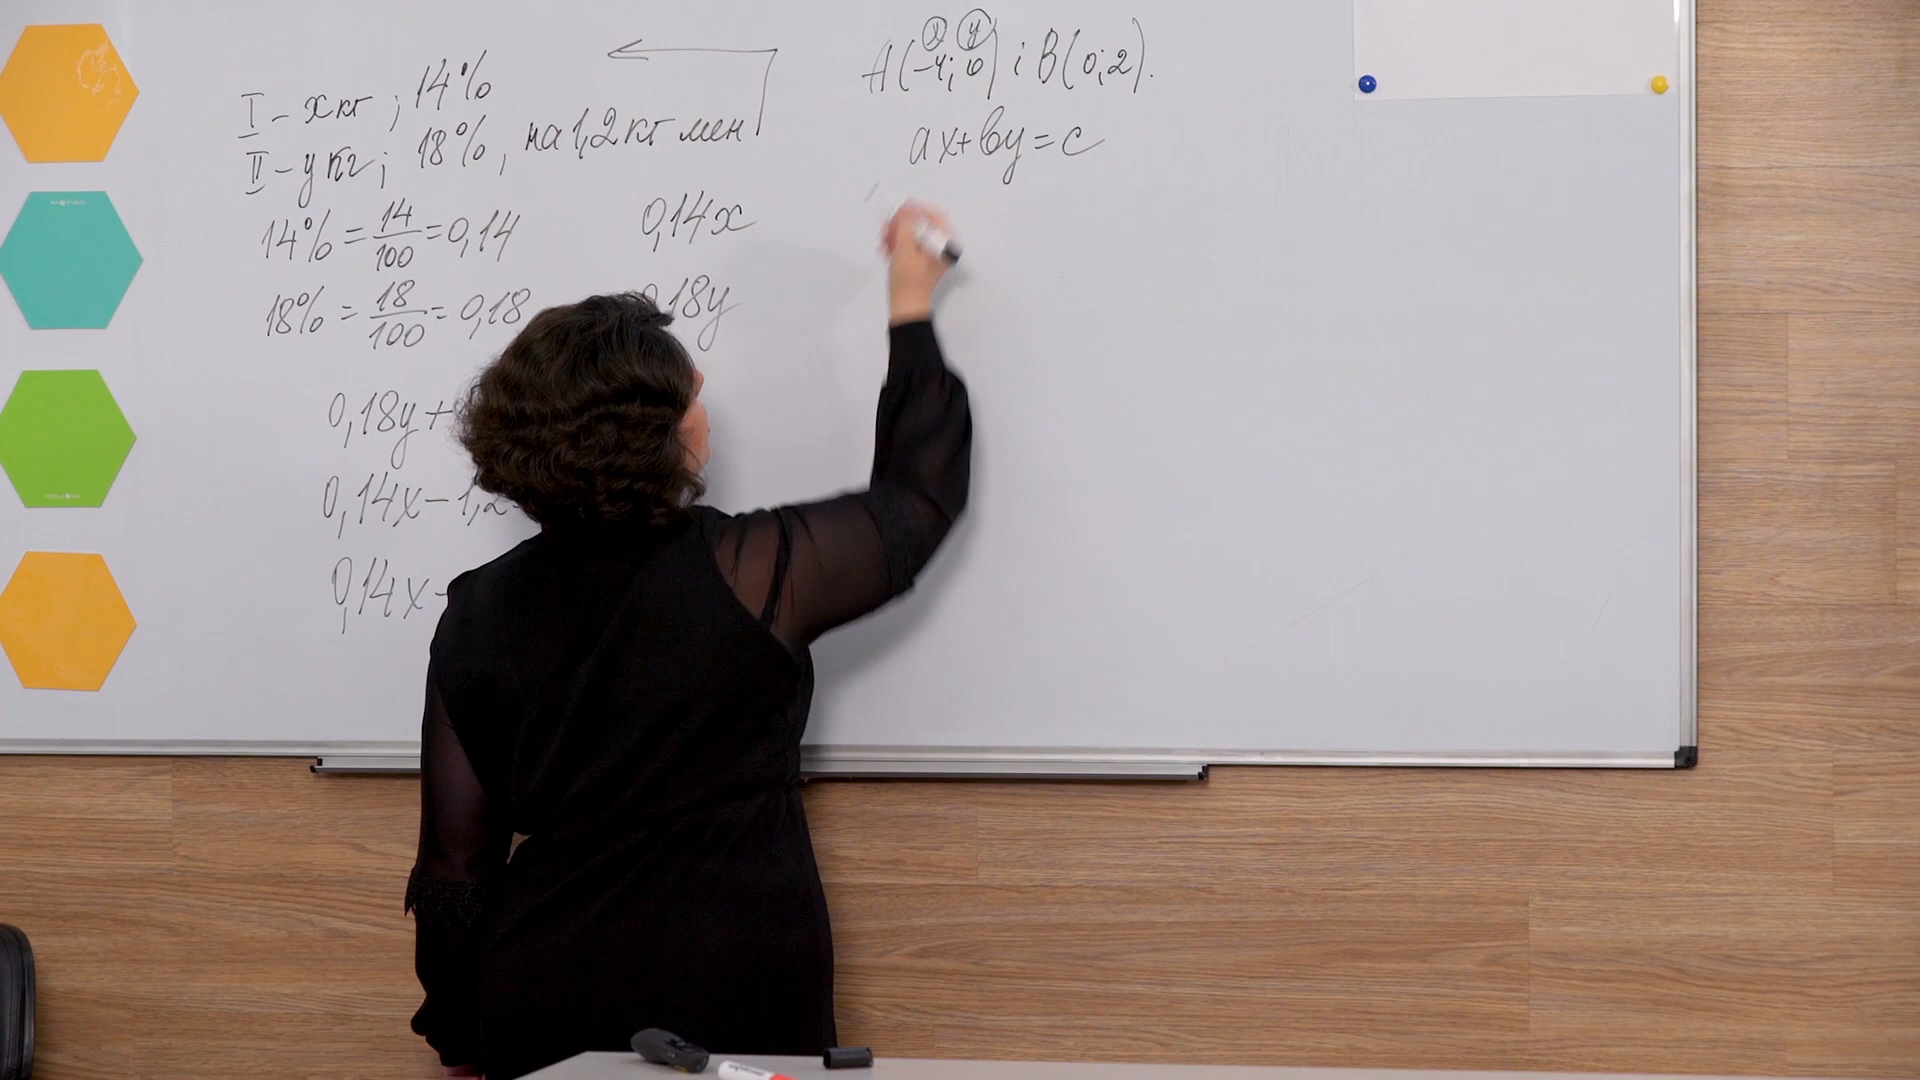 I - x кг ; 14%
II - y кг ; 18%, на 1,2 кг мен
14% = 14/100 = 0,14
0,14x
18% = 18/100 = 0,18
0,18y
0,18y +
0,14x - 1,2
0,14x -
x y
A(-4; 0) і B(0; 2).
ax + by = c